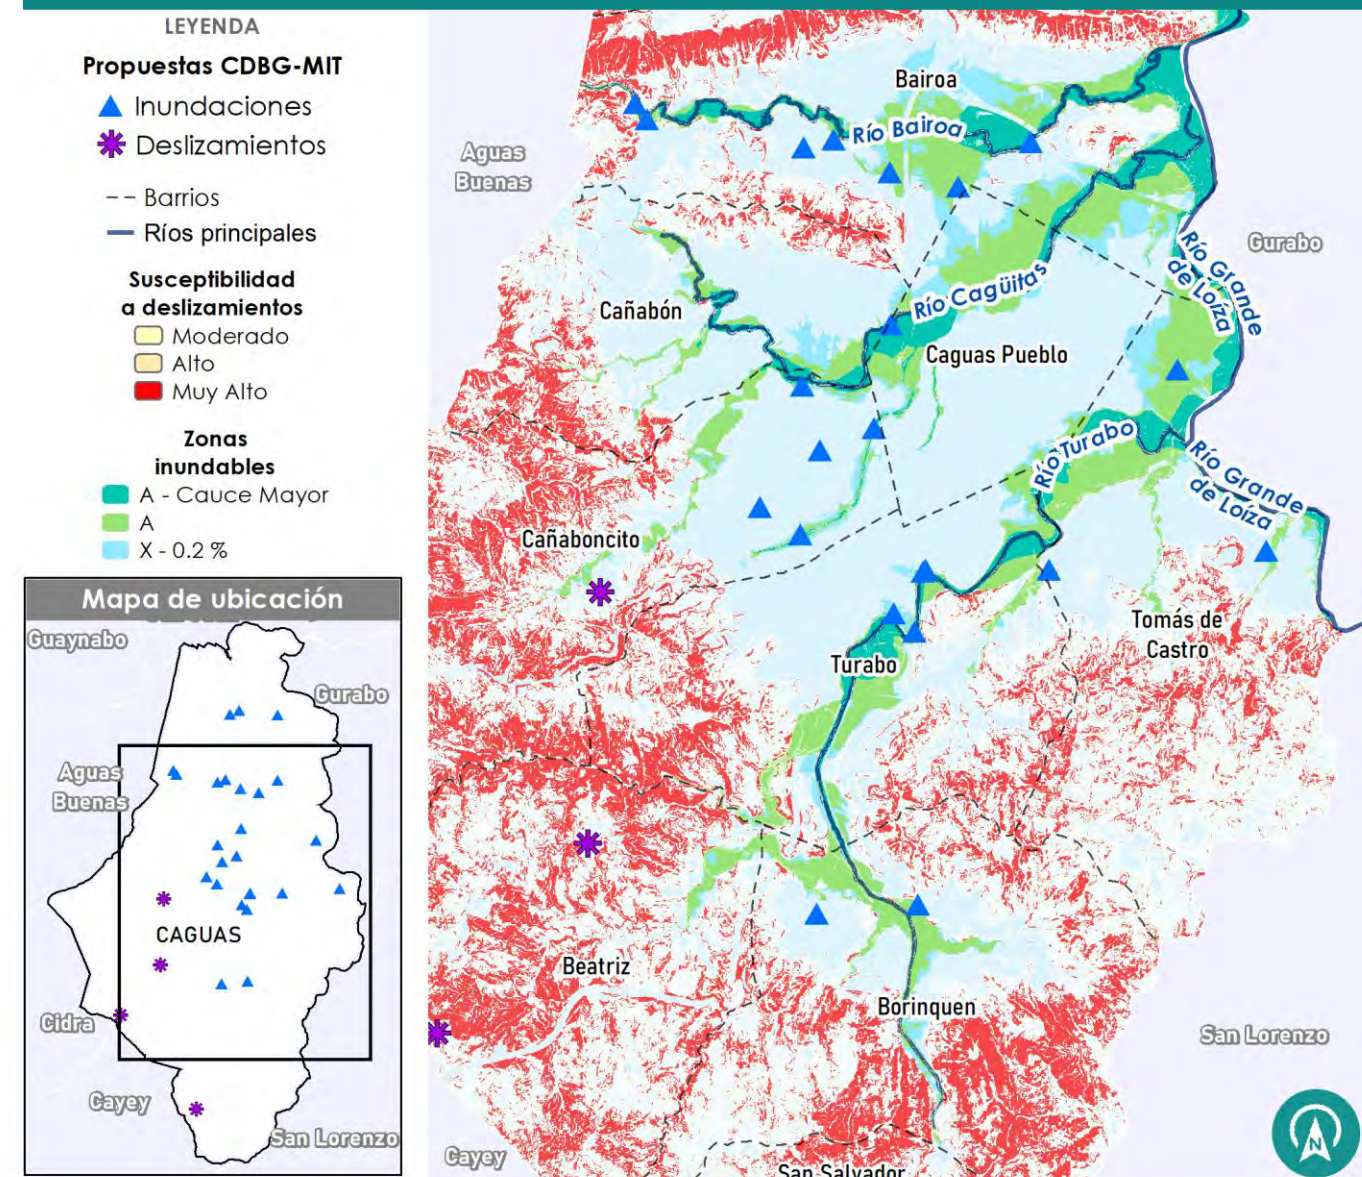 LEYENDA
Propuestas CDBG-MIT
Inundaciones
Deslizamientos
Barrios
Ríos principales
Susceptibilidad
a deslizamientos
Moderado
Alto
Muy Alto
Zonas
inundables
A - Cauce Mayor
A
X - 0.2 %
Mapa de ubicación
Guaynabo
Gurabo
Aguas
Buenas
CAGUAS
Cidra
Cayey
San Lorenzo
Bairoa
Río Bairoa
Aguas
Buenas
Gurabo
Río Grande
de Loíza
Cañabón
Río Cagüitas
Caguas Pueblo
Río Turabo
Río Grande
de Loíza
Cañaboncito
Tomás de
Castro
Turabo
Beatriz
Borinquen
San Lorenzo
Cayey
San Salvador
N